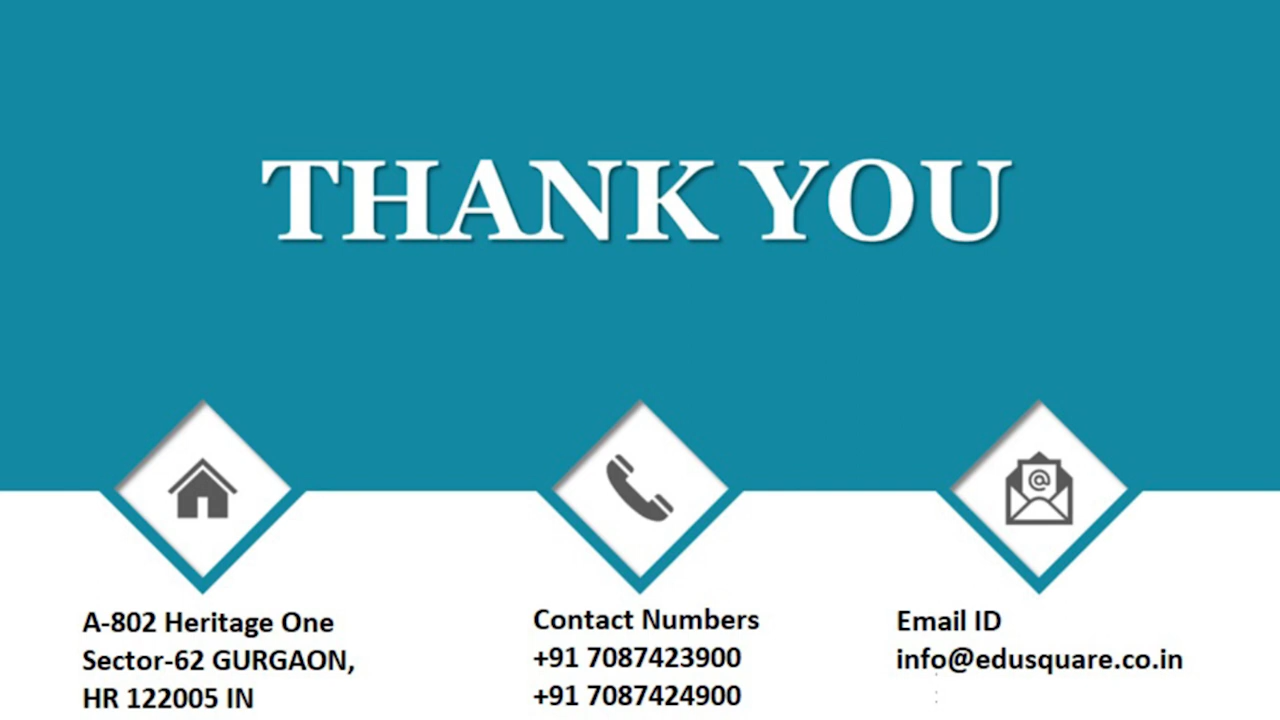 THANK YOU
A-802 Heritage One
Sector-62 GURGAON,
HR 122005 IN
Contact Numbers
+91 7087423900
+91 7087424900
Email ID
info@edusquare.co.in